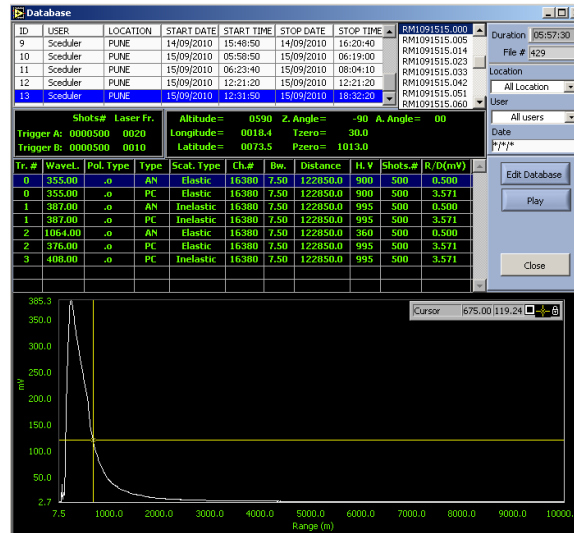 Database
ID USER LOCATION START DATE START TIME STOP DATE STOP TIME
9 Sceduler PUNE 14/09/2010 15:48:50 14/09/2010 16:20:40
10 Sceduler PUNE 15/09/2010 05:58:50 15/09/2010 06:19:00
11 Sceduler PUNE 15/09/2010 06:23:40 15/09/2010 08:04:10
12 Sceduler PUNE 15/09/2010 12:21:20 15/09/2010 12:21:20
13 Sceduler PUNE 15/09/2010 12:31:50 15/09/2010 18:32:20
RM1091515.000
RM1091515.005
RM1091515.014
RM1091515.023
RM1091515.033
RM1091515.042
RM1091515.051
RM1091515.060
Duration 05:57:30
File # 429
Location
All Location
User
All users
Date
*/*/*
Edit Database
Play
Close
Shots# Laser Fr.
Trigger A: 0000500 0020
Trigger B: 0000500 0010
Altitude= 0590 Z. Angle= -90 A. Angle= 00
Longitude= 0018.4 Tzero= 30.0
Latitude= 0073.5 Pzero= 1013.0
Tr. # WaveL. Pol. Type Type Scat. Type Ch.# Bw. Distance H. V Shots.# R/D(mV)
0 355.00 .o AN Elastic 16380 7.50 122850.0 900 500 0.500
0 355.00 .o PC Elastic 16380 7.50 122850.0 900 500 3.571
1 387.00 .o AN Inelastic 16380 7.50 122850.0 995 500 0.500
1 387.00 .o PC Inelastic 16380 7.50 122850.0 995 500 3.571
2 1064.00 .o AN Elastic 16380 7.50 122850.0 360 500 0.500
2 376.00 .o PC Elastic 16380 7.50 122850.0 995 500 3.571
3 408.00 .o PC Inelastic 16380 7.50 122850.0 995 500 3.571
Cursor 675.00 119.24
385.3
350.0
300.0
250.0
200.0
150.0
100.0
50.0
2.7
mV
7.5 1000.0 2000.0 3000.0 4000.0 5000.0 6000.0 7000.0 8000.0 9000.0 10000.
Range (m)